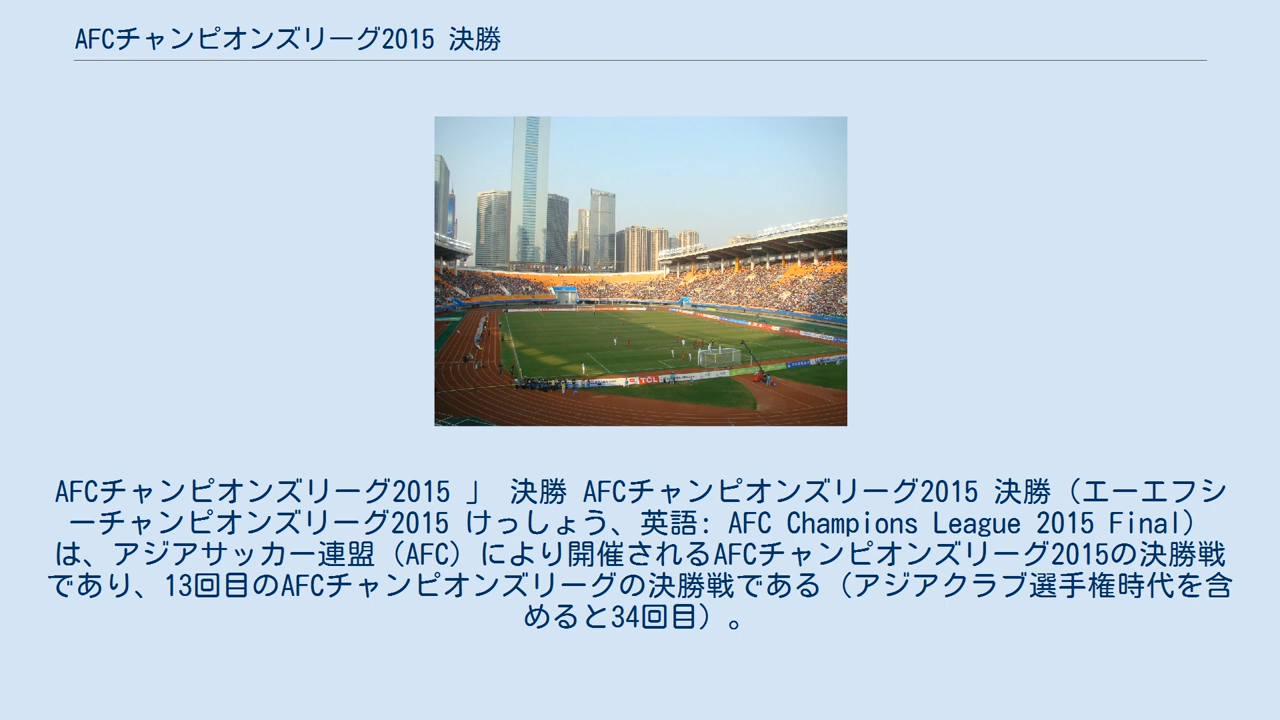 AFCチャンピオンズリーグ2015 決勝
TCL
AFCチャンピオンズリーグ2015 」 決勝 AFCチャンピオンズリーグ2015 決勝（エーエフシ
ーチャンピオンズリーグ2015 けっしょう、英語: AFC Champions League 2015 Final）
は、アジアサッカー連盟（AFC）により開催されるAFCチャンピオンズリーグ2015の決勝戦
であり、13回目のAFCチャンピオンズリーグの決勝戦である（アジアクラブ選手権時代を含
めると34回目）。